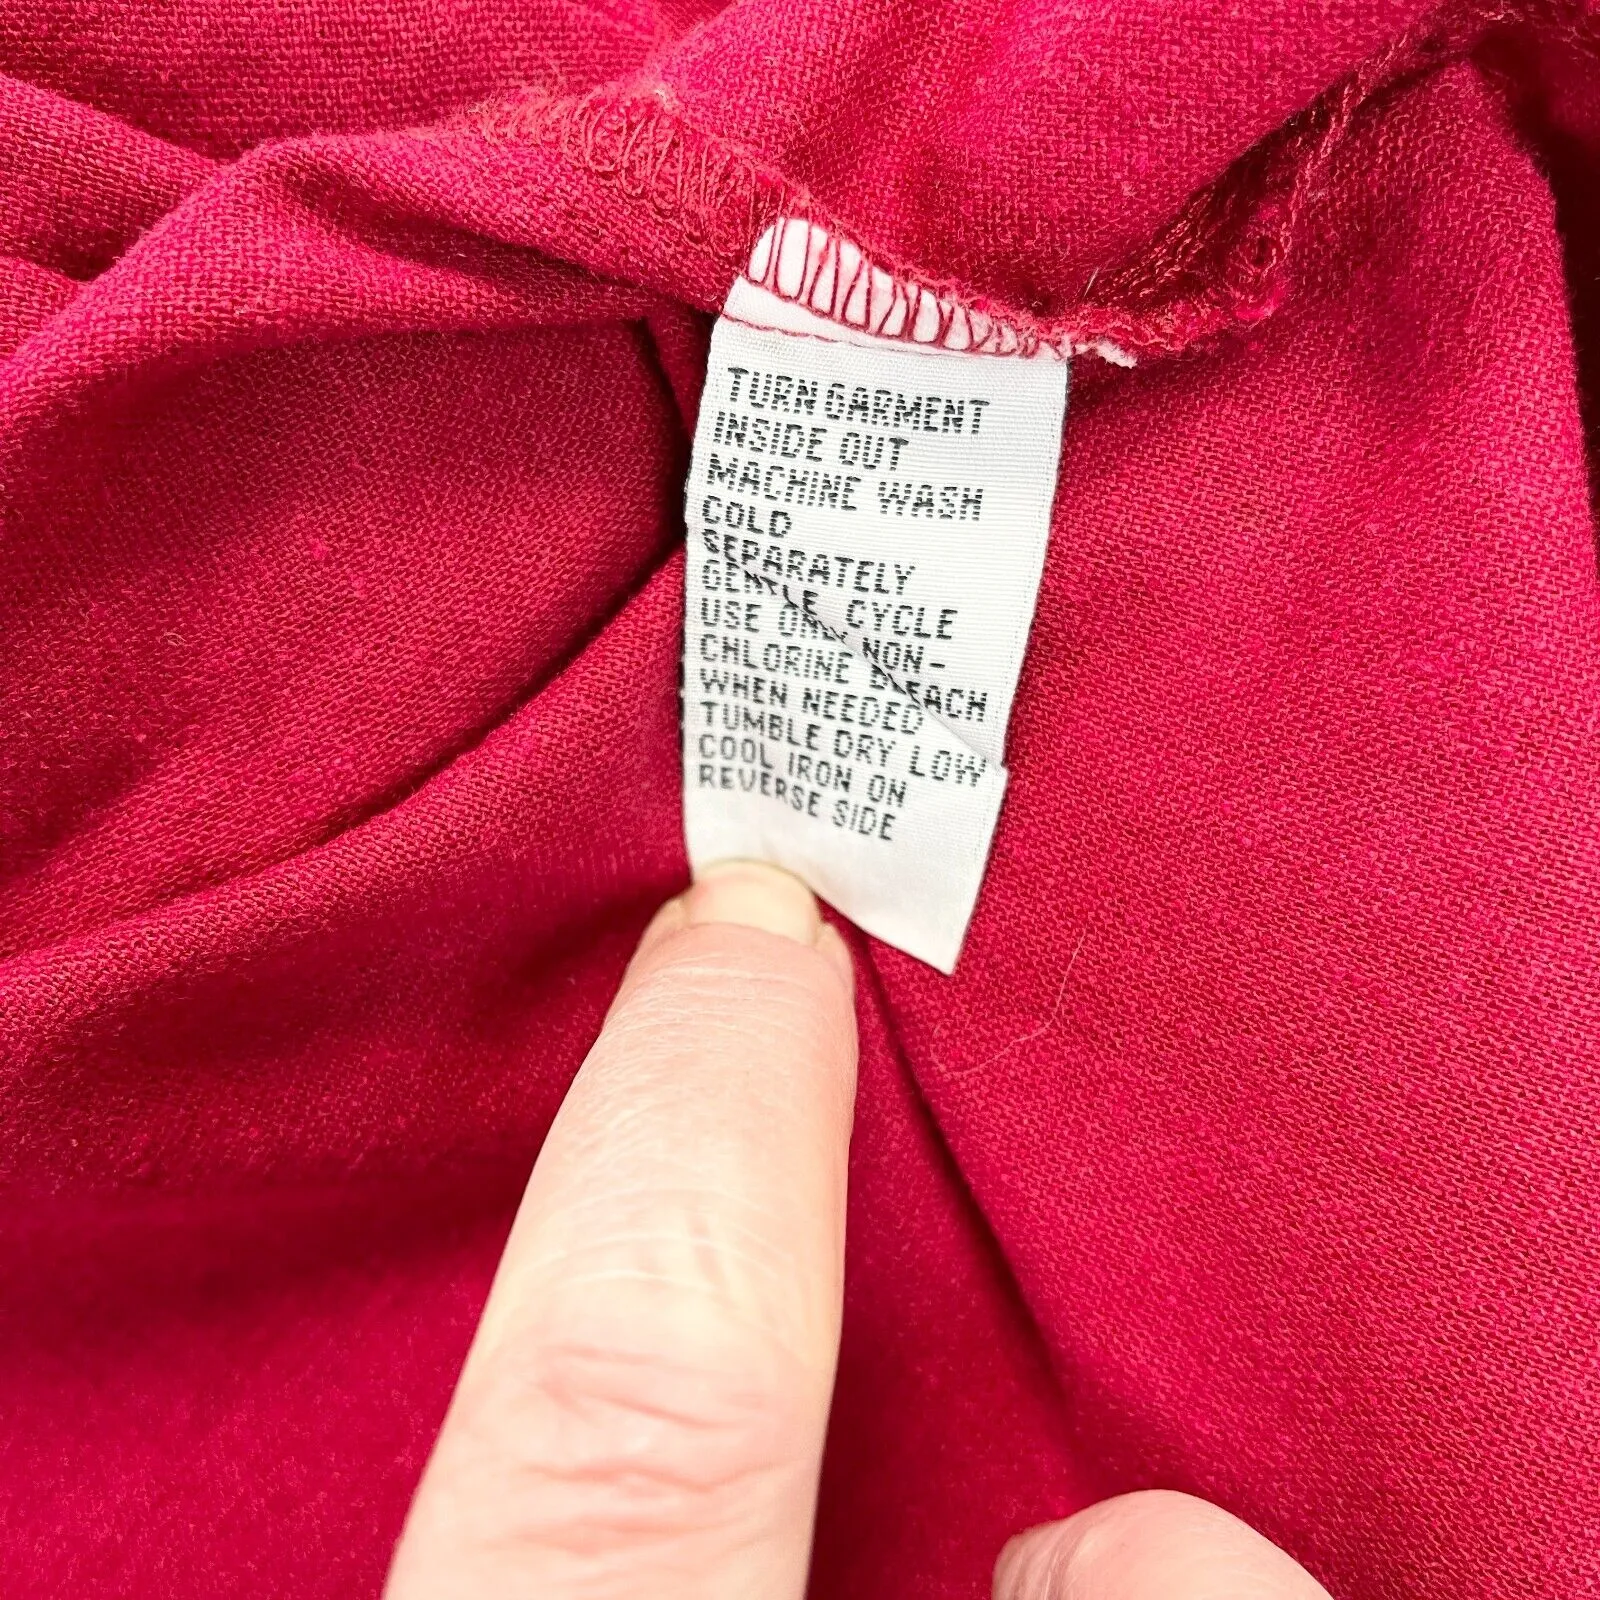 TURN GARMENT
INSIDE OUT
MACHINE WASH
COLD
SEPARATELY
GENTLE CYCLE
USE ONLY NON-
CHLORINE BLEACH
WHEN NEEDED
TUMBLE DRY LOW
COOL IRON ON
REVERSE SIDE